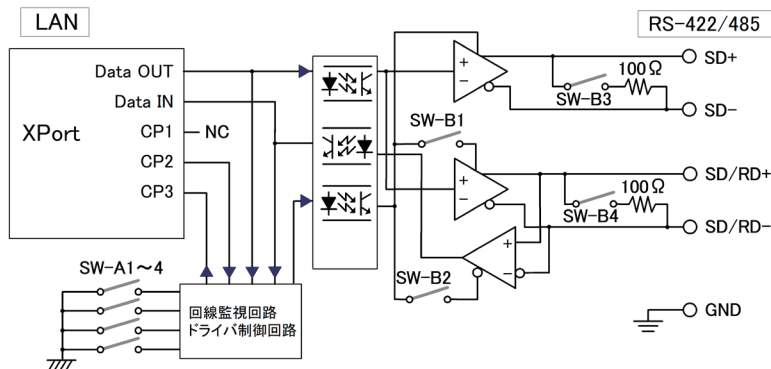 LAN
RS-422/485
XPort
Data OUT
Data IN
CP1
NC
CP2
CP3
SW-A1～4
回線監視回路
ドライバ制御回路
+
−
100Ω
SW-B3
SD+
SD-
SW-B1
+
−
100Ω
SW-B4
SD/RD+
SD/RD-
SW-B2
+
−
GND